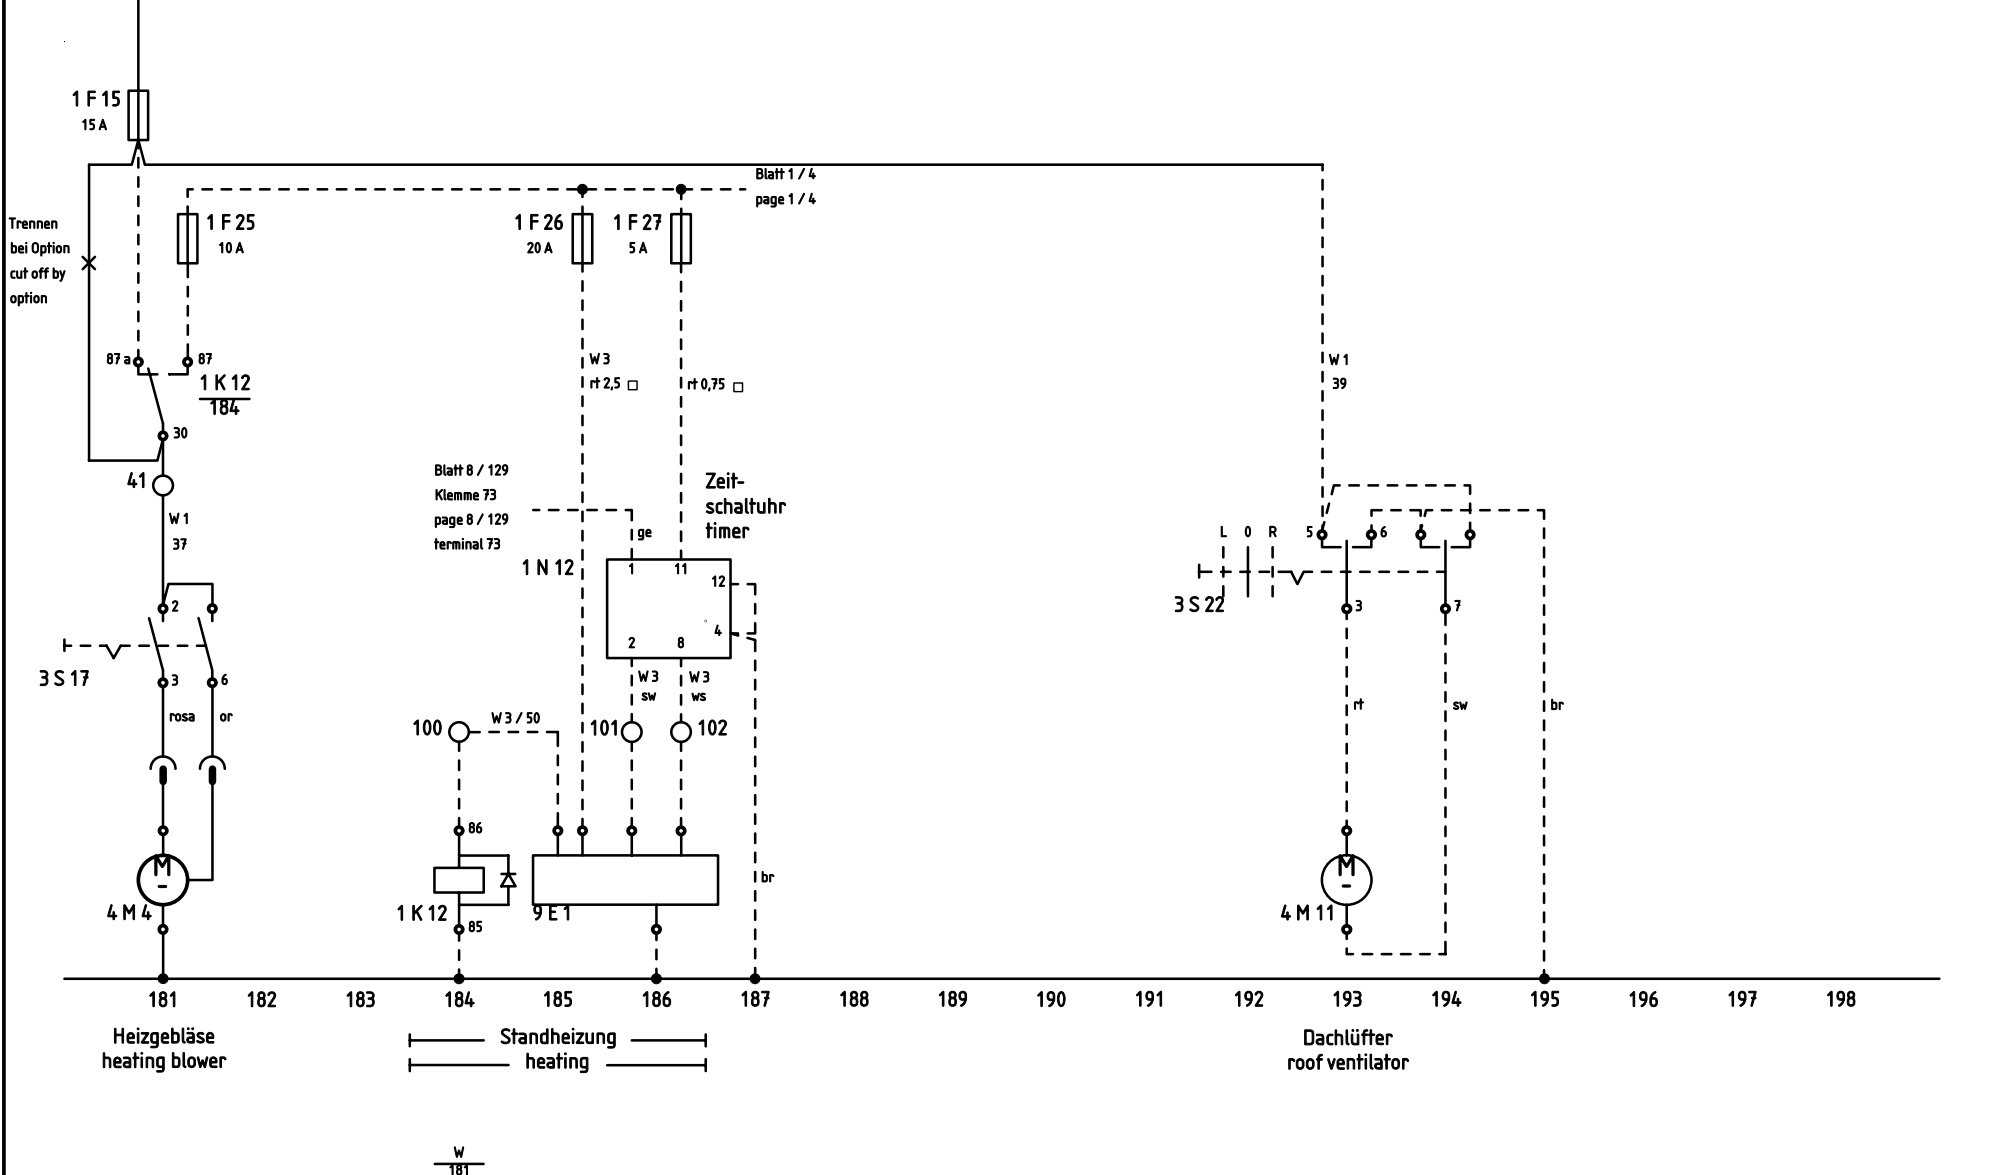 1 F 15
15 A
Blatt 1 / 4
page 1 / 4
Trennen
bei Option
cut off by
option
1 F 25
10 A
1 F 26
20 A
1 F 27
5 A
87 a
87
1 K 12
184
30
41
W 1
37
W 3
rt 2,5 □
rt 0,75 □
W 1
39
Blatt 8 / 129
Klemme 73
page 8 / 129
terminal 73
ge
Zeit-
schaltuhr
timer
1 N 12
1
11
12
4
2
8
L 0 R
5
6
3 S 22
3
7
2
3 S 17
3
6
rosa
or
W 3
sw
W 3
ws
rt
sw
br
100
W 3 / 50
101
102
86
1 K 12
85
9 E 1
br
M
-
4 M 4
M
-
4 M 11
181 182 183 184 185 186 187 188 189 190 191 192 193 194 195 196 197 198
Heizgebläse
heating blower
Standheizung
heating
Dachlüfter
roof ventilator
W
181